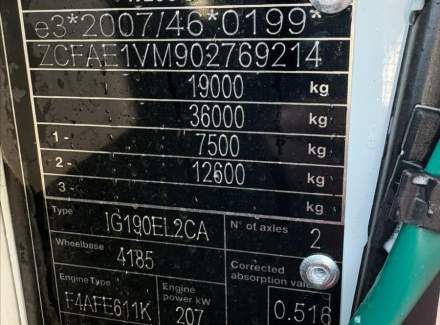 e3*2007/46*0199*
ZCFAE1VM902769214
19000 kg
36000 kg
1 - 7500 kg
2 - 12600 kg
3 - kg
Type IG190EL2CA N° of axles 2
Wheelbase 4185
Corrected absorption value
Engine Type F4AFE611K Engine power kW 207 0.516